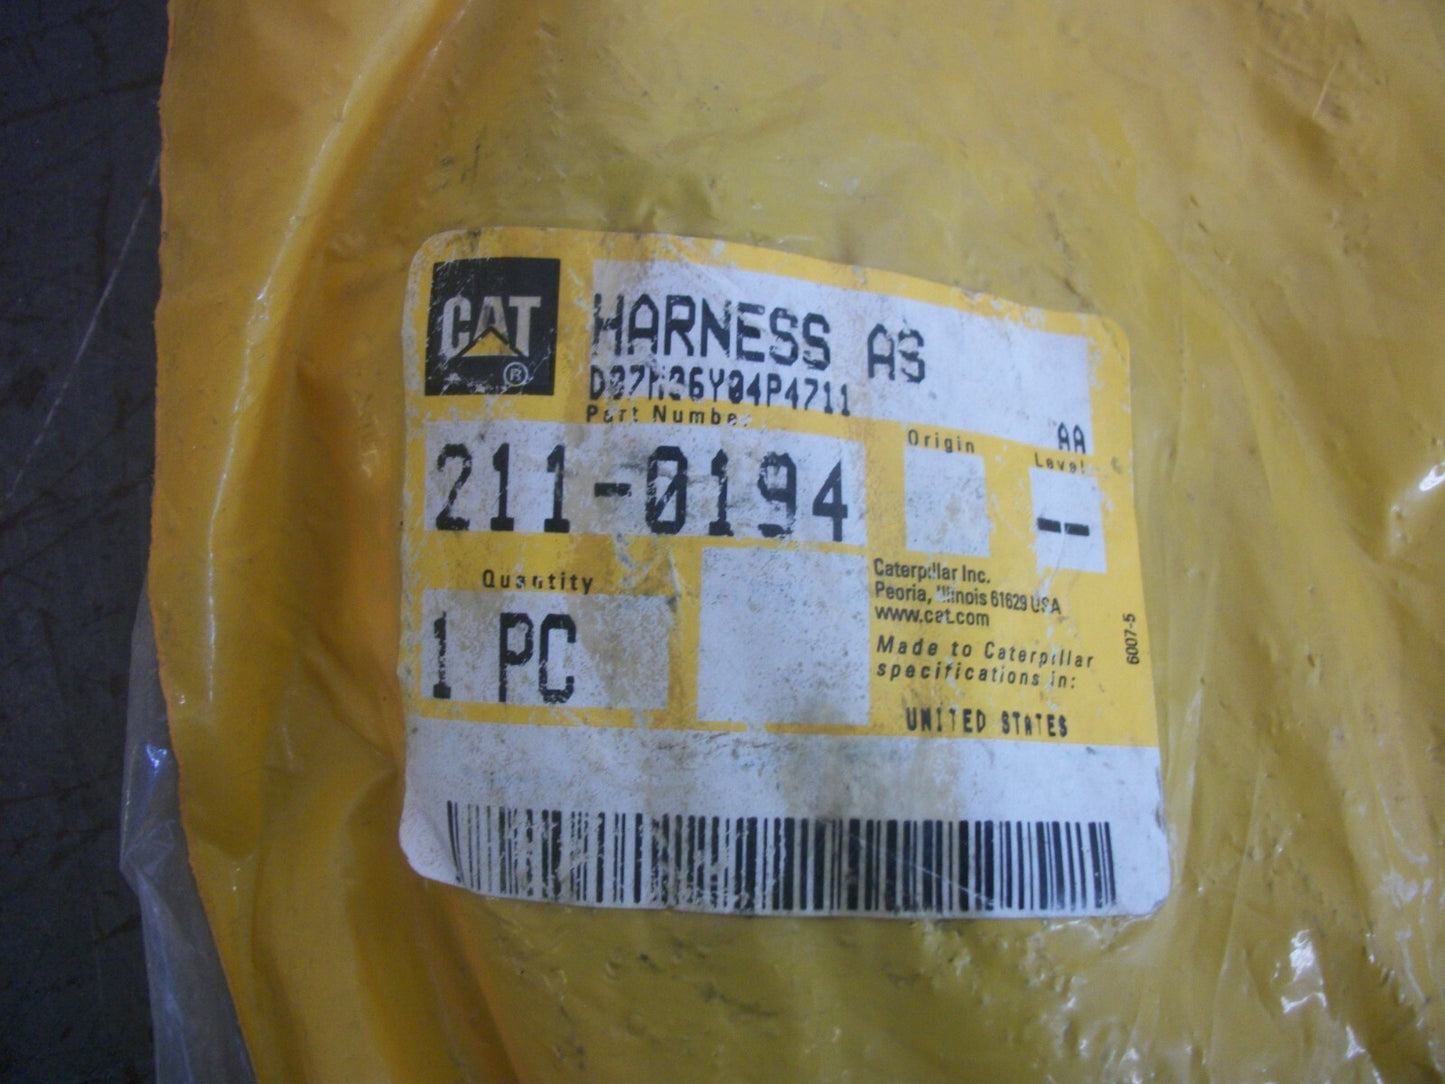 CAT
®
HARNESS AS
D07M06Y04P4711
Part Number
Origin
AA
Level
211-0194
--
Quantity
1 PC
Caterpillar Inc.
Peoria, Illinois 61629 USA
www.cat.com
Made to Caterpillar
specifications in:
UNITED STATES
6007-5